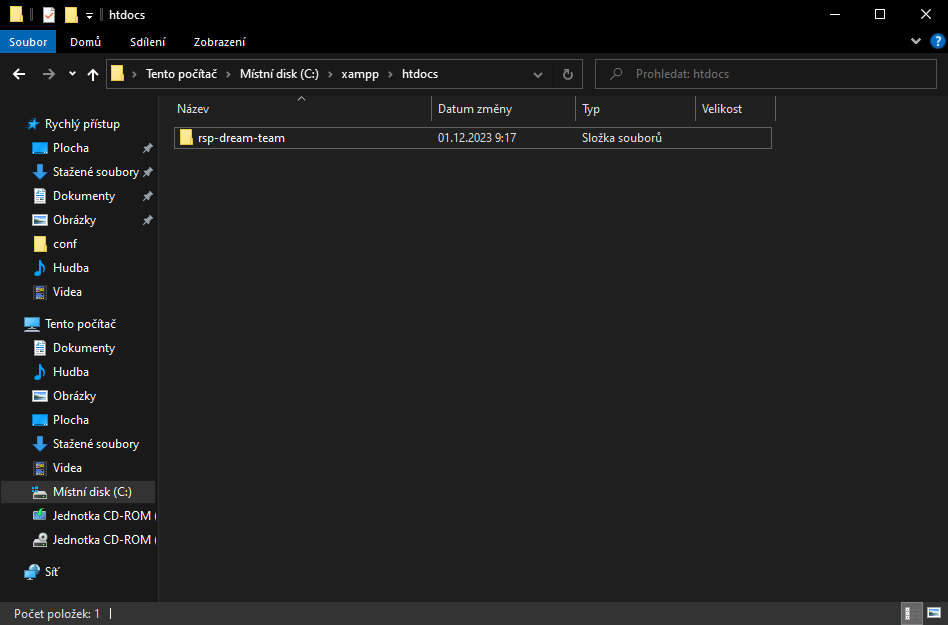 htdocs
Soubor Domů Sdílení Zobrazení
Tento počítač Místní disk (C:) xampp htdocs Prohledat: htdocs
Název Datum změny Typ Velikost
rsp-dream-team 01.12.2023 9:17 Složka souborů
Rychlý přístup
Plocha
Stažené soubory
Dokumenty
Obrázky
conf
Hudba
Videa
Tento počítač
Dokumenty
Hudba
Obrázky
Plocha
Stažené soubory
Videa
Místní disk (C:)
Jednotka CD-ROM (
Jednotka CD-ROM (
Síť
Počet položek: 1